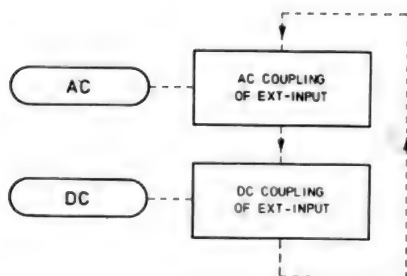 AC
AC COUPLING
OF EXT-INPUT
DC
DC COUPLING
OF EXT-INPUT